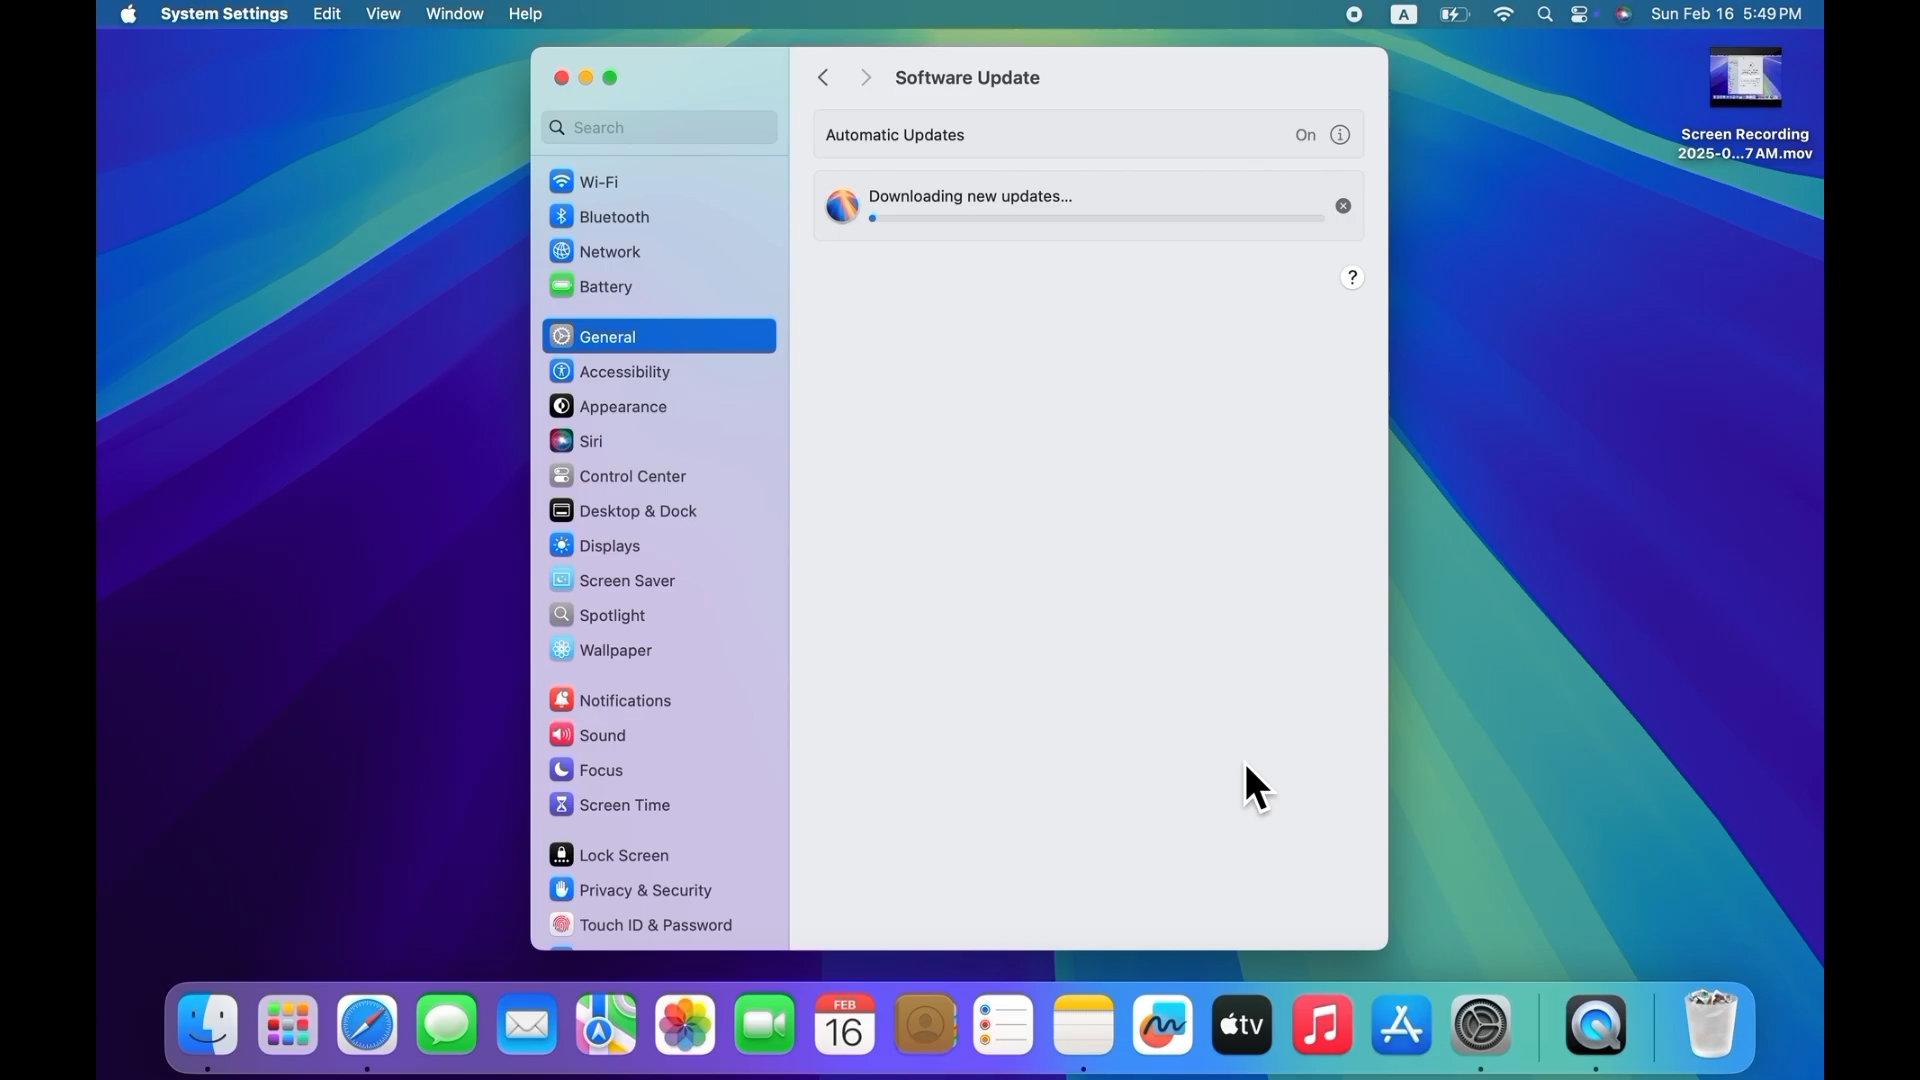 System Settings Edit View Window Help
A Sun Feb 16 5:49 PM
Screen Recording
2025-0...7 AM.mov
Search
Wi-Fi
Bluetooth
Network
Battery
General
Accessibility
Appearance
Siri
Control Center
Desktop & Dock
Displays
Screen Saver
Spotlight
Wallpaper
Notifications
Sound
Focus
Screen Time
Lock Screen
Privacy & Security
Touch ID & Password
Software Update
Automatic Updates On
Downloading new updates...
?
FEB
16
tv